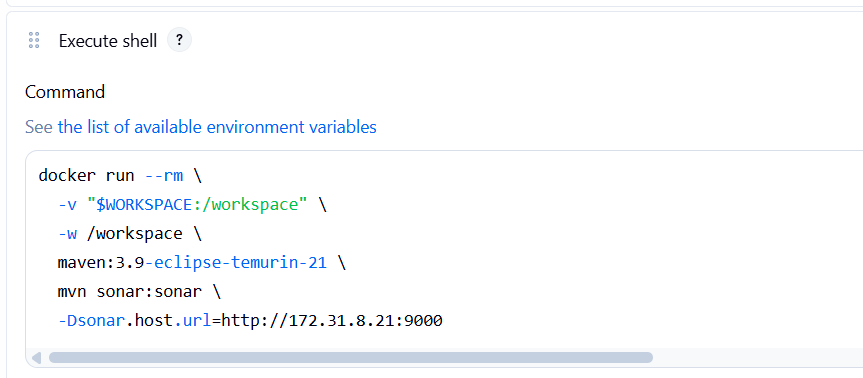 Execute shell ?
Command
See the list of available environment variables
docker run --rm \
-v "$WORKSPACE:/workspace" \
-w /workspace \
maven:3.9-eclipse-temurin-21 \
mvn sonar:sonar \
-Dsonar.host.url=http://172.31.8.21:9000